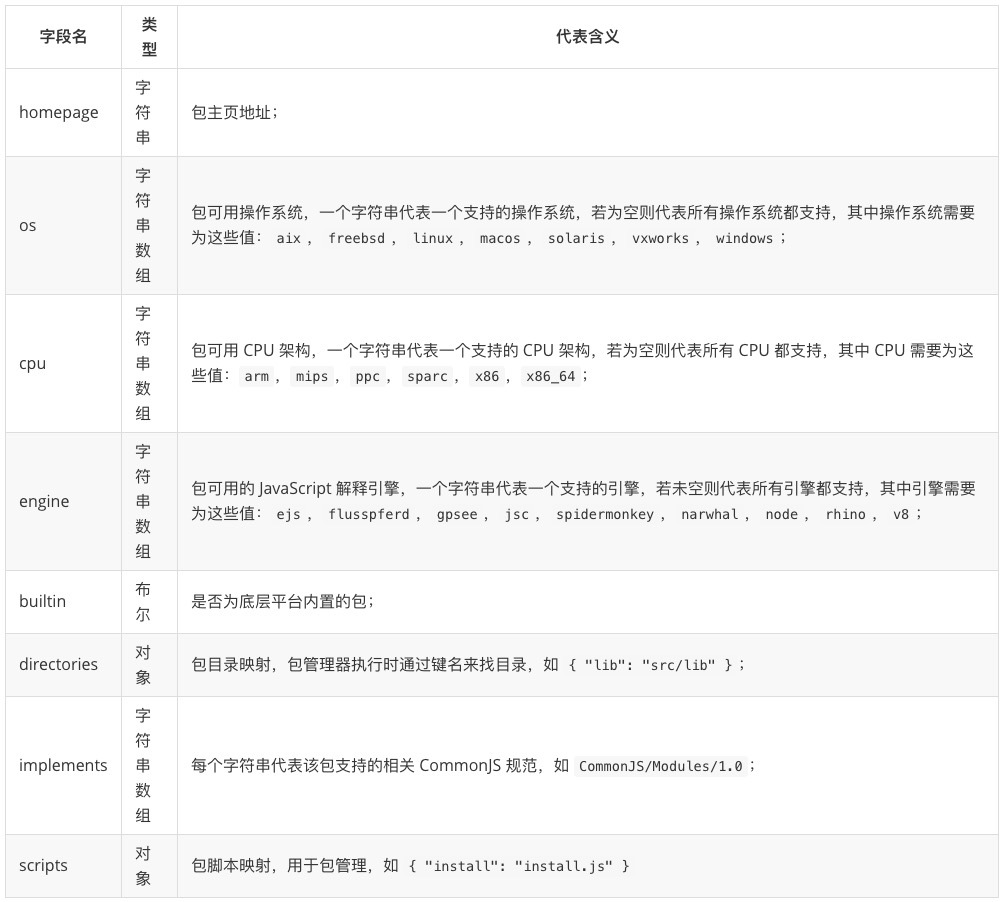 字段名
类
型
代表含义
homepage
字
符
串
包主页地址；
os
字
符
串
数
组
包可用操作系统，一个字符串代表一个支持的操作系统，若为空则代表所有操作系统都支持，其中操作系统需要
为这些值： aix ， freebsd ， linux ， macos ， solaris ， vxworks ， windows ；
cpu
字
符
串
数
组
包可用 CPU 架构，一个字符串代表一个支持的 CPU 架构，若为空则代表所有 CPU 都支持，其中 CPU 需要为这
些值： arm ， mips ， ppc ， sparc ， x86 ， x86_64 ；
engine
字
符
串
数
组
包可用的 JavaScript 解释引擎，一个字符串代表一个支持的引擎，若未空则代表所有引擎都支持，其中引擎需要
为这些值： ejs ， flusspferd ， gpsee ， jsc ， spidermonkey ， narwhal ， node ， rhino ， v8 ；
builtin
布
尔
是否为底层平台内置的包；
directories
对
象
包目录映射，包管理器执行时通过键名来找目录，如 { "lib": "src/lib" } ；
implements
字
符
串
数
组
每个字符串代表该包支持的相关 CommonJS 规范，如 CommonJS/Modules/1.0 ；
scripts
对
象
包脚本映射，用于包管理，如 { "install": "install.js" }